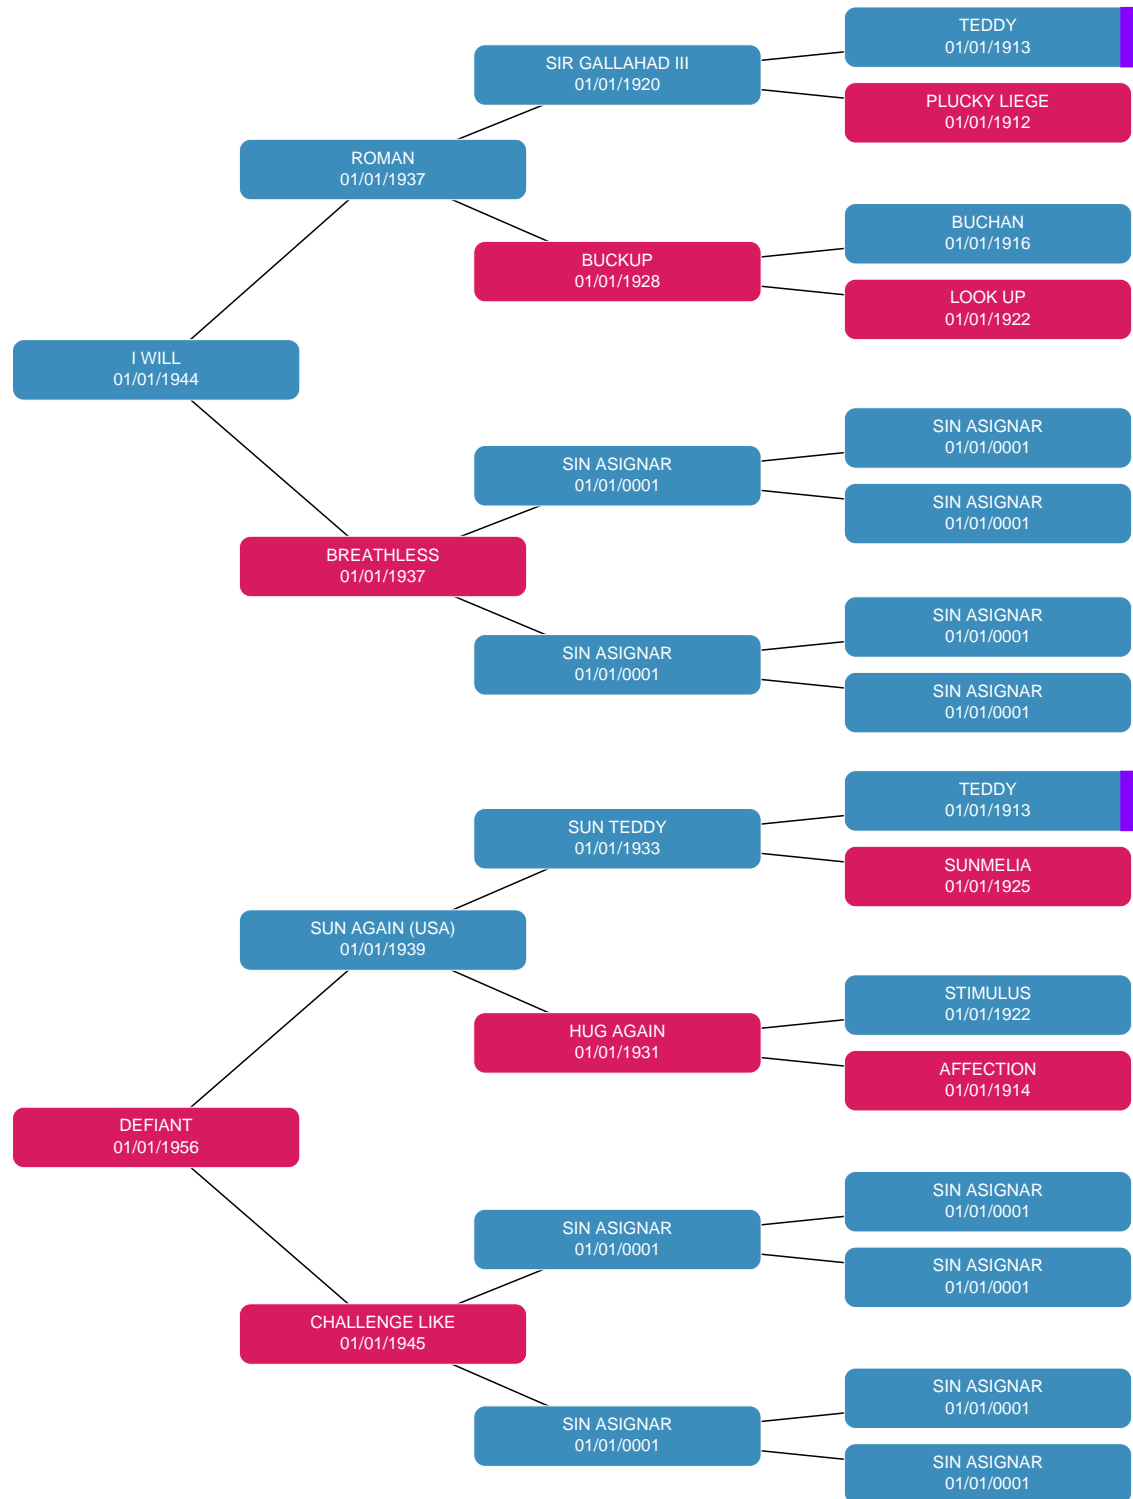 TEDDY
01/01/1913
SIR GALLAHAD III
01/01/1920
PLUCKY LIEGE
01/01/1912
ROMAN
01/01/1937
BUCHAN
01/01/1916
BUCKUP
01/01/1928
LOOK UP
01/01/1922
I WILL
01/01/1944
SIN ASIGNAR
01/01/0001
SIN ASIGNAR
01/01/0001
SIN ASIGNAR
01/01/0001
BREATHLESS
01/01/1937
SIN ASIGNAR
01/01/0001
SIN ASIGNAR
01/01/0001
SIN ASIGNAR
01/01/0001
TEDDY
01/01/1913
SUN TEDDY
01/01/1933
SUNMELIA
01/01/1925
SUN AGAIN (USA)
01/01/1939
STIMULUS
01/01/1922
HUG AGAIN
01/01/1931
AFFECTION
01/01/1914
DEFIANT
01/01/1956
SIN ASIGNAR
01/01/0001
SIN ASIGNAR
01/01/0001
SIN ASIGNAR
01/01/0001
CHALLENGE LIKE
01/01/1945
SIN ASIGNAR
01/01/0001
SIN ASIGNAR
01/01/0001
SIN ASIGNAR
01/01/0001